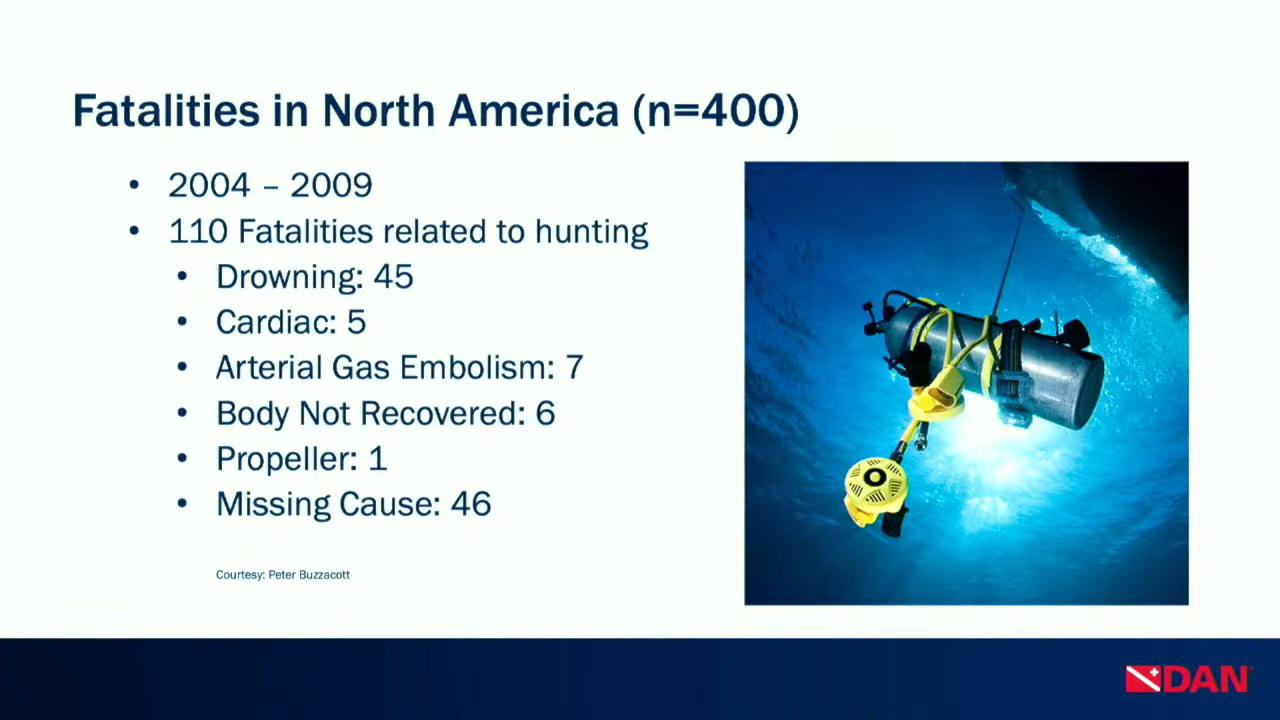 Fatalities in North America (n=400)
• 2004 – 2009
• 110 Fatalities related to hunting
• Drowning: 45
• Cardiac: 5
• Arterial Gas Embolism: 7
• Body Not Recovered: 6
• Propeller: 1
• Missing Cause: 46
Courtesy: Peter Buzzacott
DAN